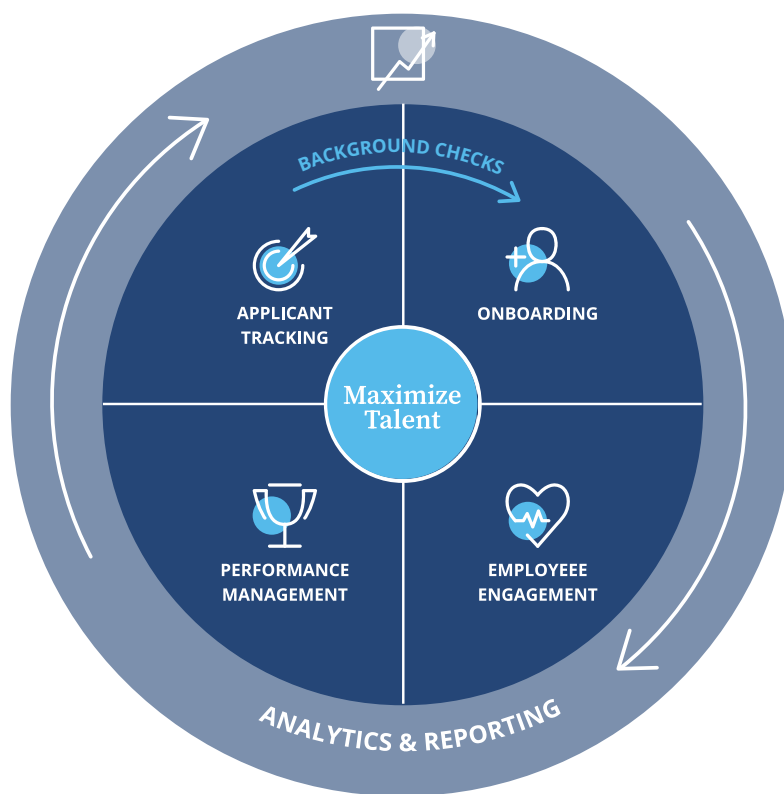 BACKGROUND CHECKS
APPLICANT
TRACKING
ONBOARDING
Maximize
Talent
PERFORMANCE
MANAGEMENT
EMPLOYEEE
ENGAGEMENT
ANALYTICS & REPORTING